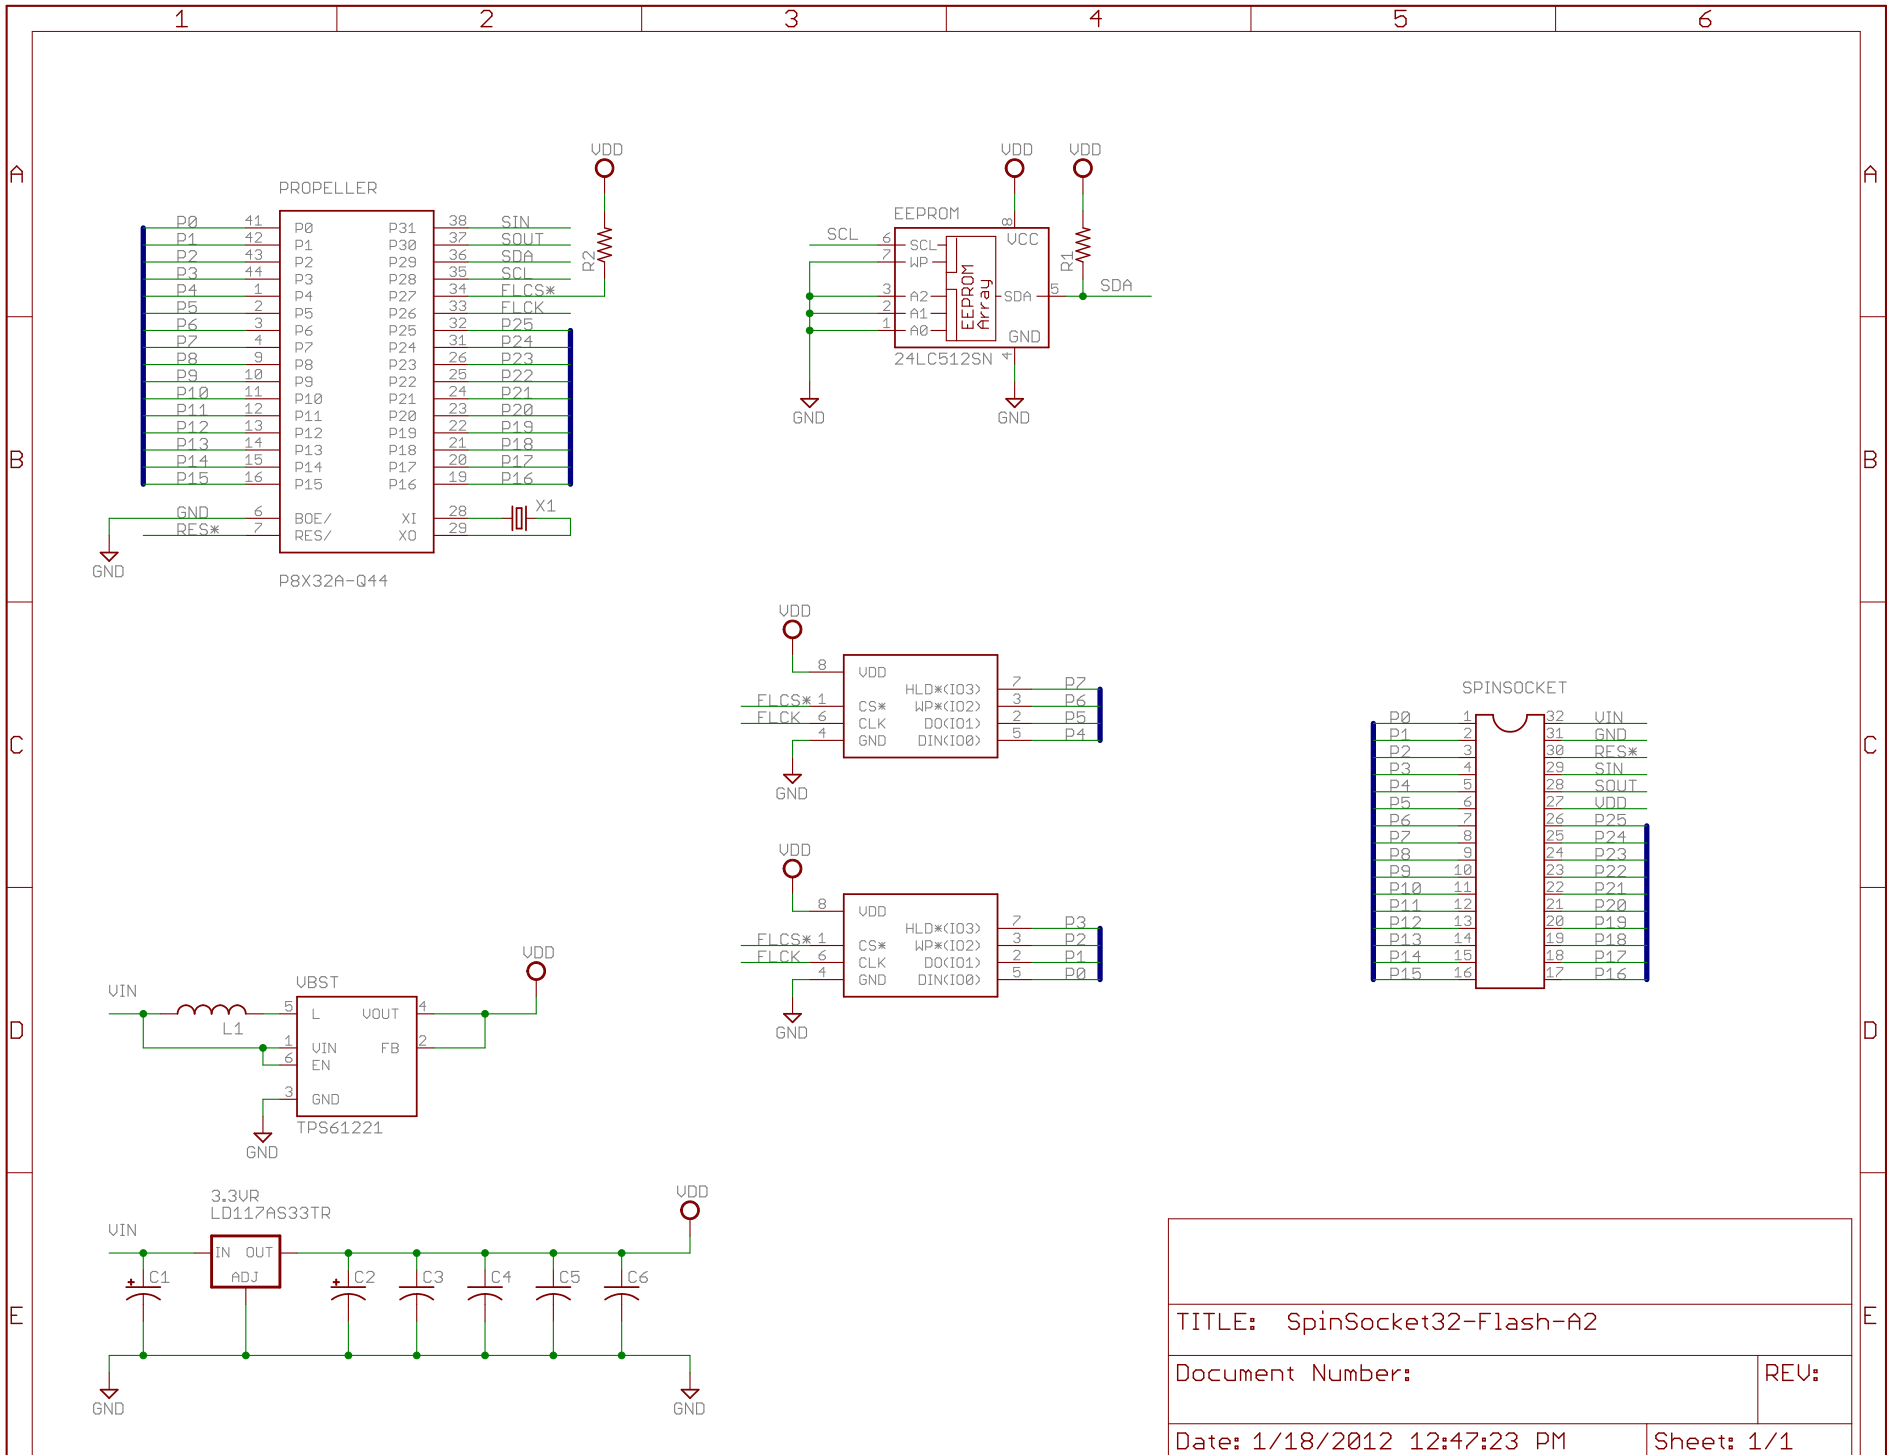 1 2 3 4 5 6
A A
B B
C C
D D
E E
PROPELLER
VDD
P0 41 P0 P31 38 SIN
P1 42 P1 P30 37 SOUT
P2 43 P2 P29 36 SDA
P3 44 P3 P28 35 SCL
P4 1 P4 P27 34 FLCS*
P5 2 P5 P26 33 FLCK
P6 3 P6 P25 32 P25
P7 4 P7 P24 31 P24
P8 9 P8 P23 26 P23
P9 10 P9 P22 25 P22
P10 11 P10 P21 24 P21
P11 12 P11 P20 23 P20
P12 13 P12 P19 22 P19
P13 14 P13 P18 21 P18
P14 15 P14 P17 20 P17
P15 16 P15 P16 19 P16
GND 6 BOE/ XI 28 X1
RES* 7 RES/ XO 29
R2
GND
P8X32A-Q44
VDD VDD
EEPROM
8 VCC
SCL 6 SCL
7 WP
3 A2
2 A1
1 A0
EEPROM
Array
SDA 5 SDA
R1
GND
24LC512SN 4
GND GND
VDD
8 VDD
HLD*(IO3) 7 P7
FLCS* 1 CS* WP*(IO2) 3 P6
FLCK 6 CLK DO(IO1) 2 P5
4 GND DIN(IO0) 5 P4
GND
VDD
8 VDD
HLD*(IO3) 7 P3
FLCS* 1 CS* WP*(IO2) 3 P2
FLCK 6 CLK DO(IO1) 2 P1
4 GND DIN(IO0) 5 P0
GND
SPINSOCKET
P0 1 32 VIN
P1 2 31 GND
P2 3 30 RES*
P3 4 29 SIN
P4 5 28 SOUT
P5 6 27 VDD
P6 7 26 P25
P7 8 25 P24
P8 9 24 P23
P9 10 23 P22
P10 11 22 P21
P11 12 21 P20
P12 13 20 P19
P13 14 19 P18
P14 15 18 P17
P15 16 17 P16
VDD
VBST
VIN
L1
5 L VOUT 4
1 VIN FB 2
6 EN
3 GND
TPS61221
GND
3.3VR
LD117AS33TR
VDD
VIN
IN OUT
ADJ
+ C1 + C2 C3 C4 C5 C6
GND GND
TITLE: SpinSocket32-Flash-A2
Document Number: REV:
Date: 1/18/2012 12:47:23 PM Sheet: 1/1